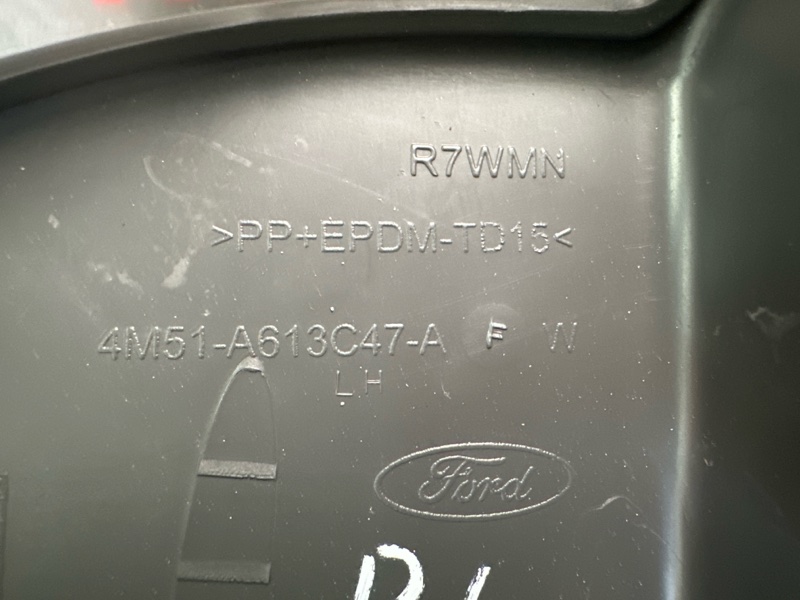 R7WMN
>PP+EPDM-TD15<
4M51-A613C47-A F W
LH
Ford